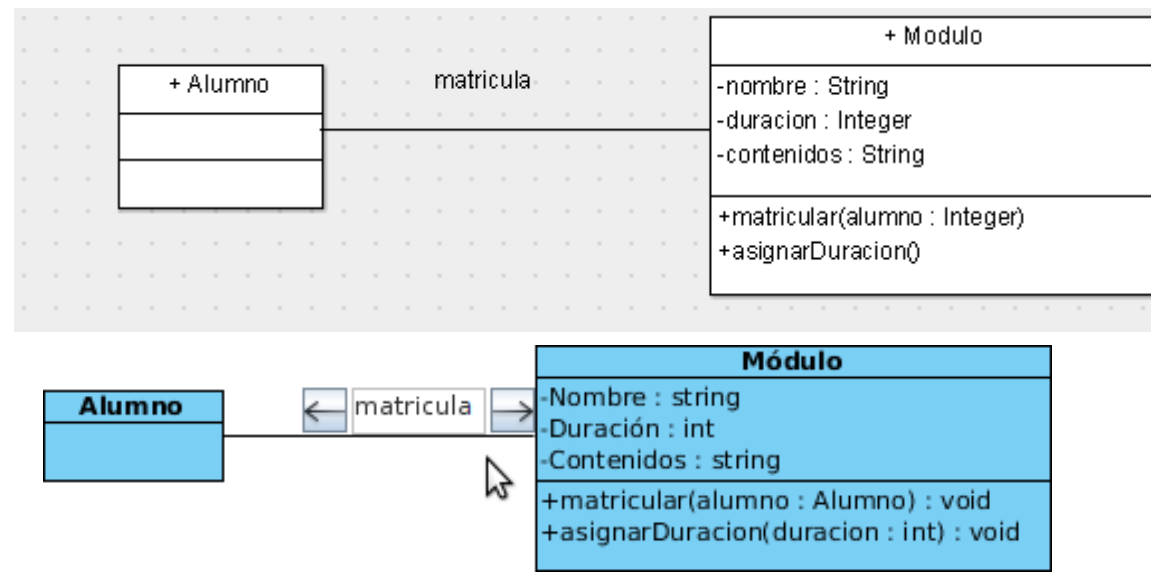 + Alumno
matricula
+ Modulo
-nombre : String
-duracion : Integer
-contenidos : String
+matricular(alumno : Integer)
+asignarDuracion()
Alumno
matricula
Módulo
-Nombre : string
-Duración : int
-Contenidos : string
+matricular(alumno : Alumno) : void
+asignarDuracion(duracion : int) : void